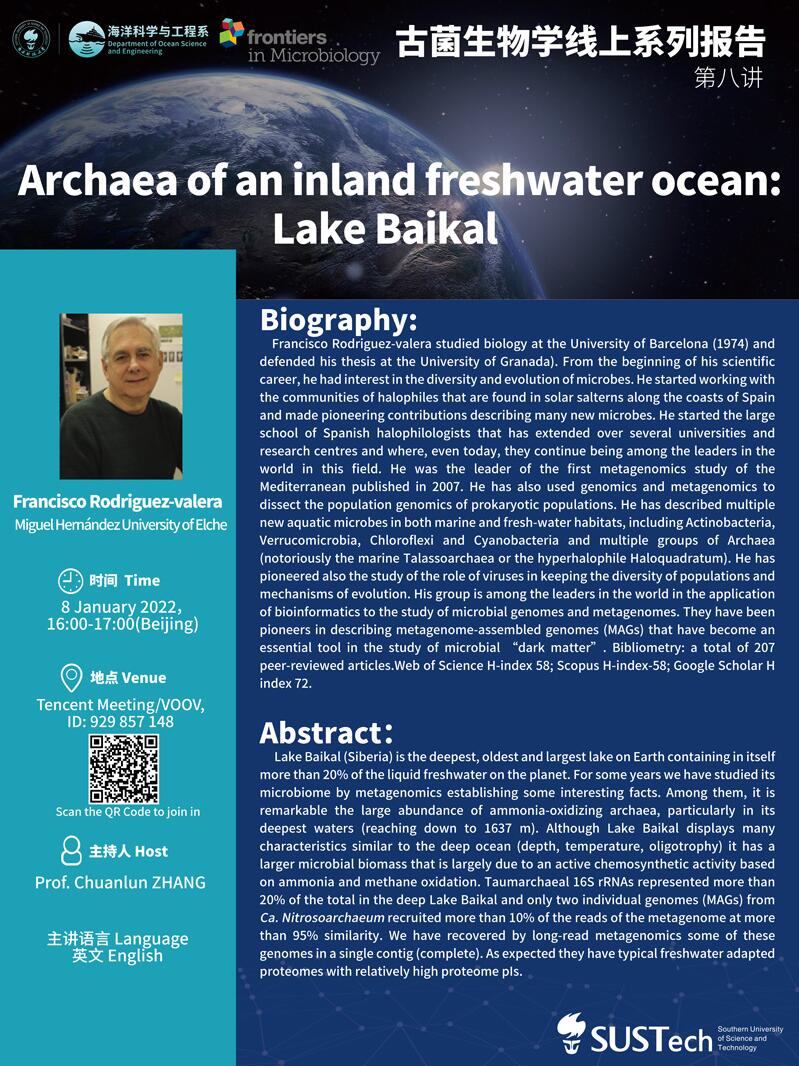 海洋科学与工程系
Department of Ocean Science
and Engineering
frontiers
in Microbiology
古菌生物学线上系列报告
第八讲
Archaea of an inland freshwater ocean:
Lake Baikal
Francisco Rodriguez-valera
Miguel Hernández University of Elche
时间 Time
8 January 2022,
16:00-17:00(Beijing)
地点 Venue
Tencent Meeting/VOOV,
ID: 929 857 148
Scan the QR Code to join in
主持人 Host
Prof. Chuanlun ZHANG
主讲语言 Language
英文 English
Biography:
Francisco Rodriguez-valera studied biology at the University of Barcelona (1974) and
defended his thesis at the University of Granada). From the beginning of his scientific
career, he had interest in the diversity and evolution of microbes. He started working with
the communities of halophiles that are found in solar salterns along the coasts of Spain
and made pioneering contributions describing many new microbes. He started the large
school of Spanish halophilologists that has extended over several universities and
research centres and where, even today, they continue being among the leaders in the
world in this field. He was the leader of the first metagenomics study of the
Mediterranean published in 2007. He has also used genomics and metagenomics to
dissect the population genomics of prokaryotic populations. He has described multiple
new aquatic microbes in both marine and fresh-water habitats, including Actinobacteria,
Verrucomicrobia, Chloroflexi and Cyanobacteria and multiple groups of Archaea
(notoriously the marine Talassoarchaea or the hyperhalophile Haloquadratum). He has
pioneered also the study of the role of viruses in keeping the diversity of populations and
mechanisms of evolution. His group is among the leaders in the world in the application
of bioinformatics to the study of microbial genomes and metagenomes. They have been
pioneers in describing metagenome-assembled genomes (MAGs) that have become an
essential tool in the study of microbial “dark matter”. Bibliometry: a total of 207
peer-reviewed articles.Web of Science H-index 58; Scopus H-index-58; Google Scholar H
index 72.
Abstract:
Lake Baikal (Siberia) is the deepest, oldest and largest lake on Earth containing in itself
more than 20% of the liquid freshwater on the planet. For some years we have studied its
microbiome by metagenomics establishing some interesting facts. Among them, it is
remarkable the large abundance of ammonia-oxidizing archaea, particularly in its
deepest waters (reaching down to 1637 m). Although Lake Baikal displays many
characteristics similar to the deep ocean (depth, temperature, oligotrophy) it has a
larger microbial biomass that is largely due to an active chemosynthetic activity based
on ammonia and methane oxidation. Taumarchaeal 16S rRNAs represented more than
20% of the total in the deep Lake Baikal and only two individual genomes (MAGs) from
Ca. Nitrosoarchaeum recruited more than 10% of the reads of the metagenome at more
than 95% similarity. We have recovered by long-read metagenomics some of these
genomes in a single contig (complete). As expected they have typical freshwater adapted
proteomes with relatively high proteome pIs.
SUSTech
Southern University
of Science and
Technology